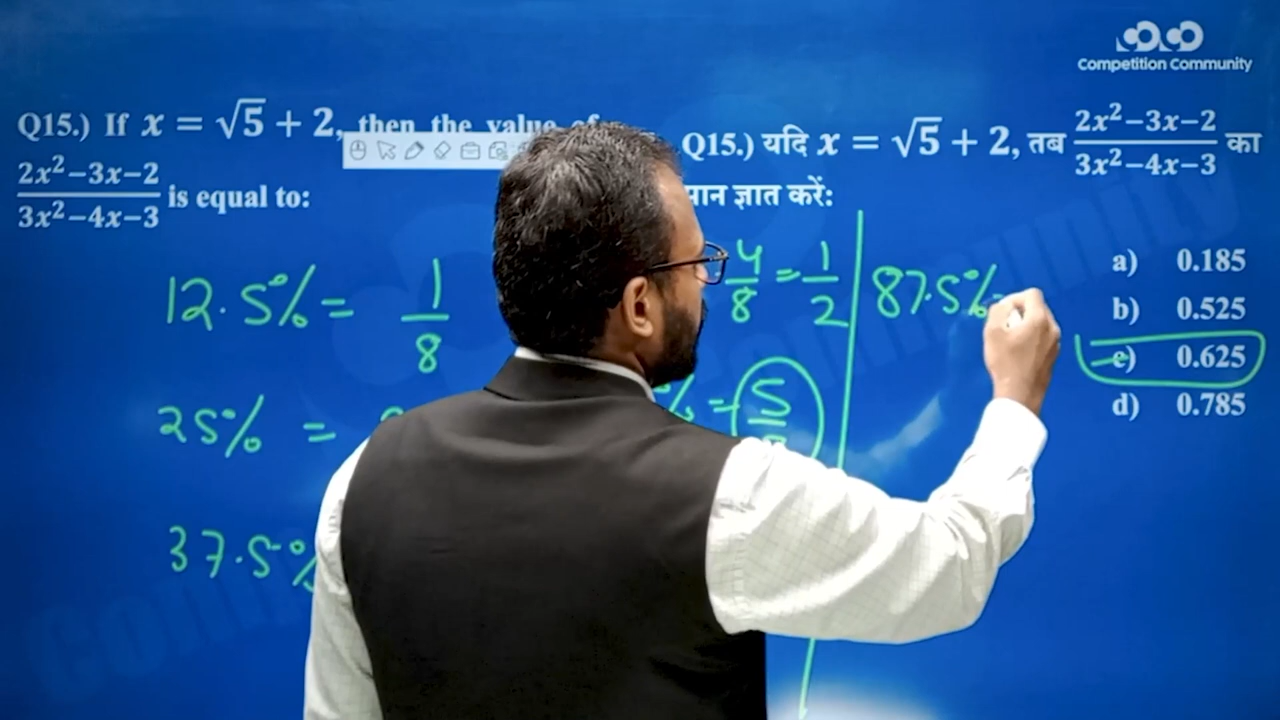 Competition Community
Q15.) If x = √5 + 2, then the value of
2x²−3x−2
3x²−4x−3
is equal to:
Q15.) यदि x = √5 + 2, तब 2x²−3x−2 / 3x²−4x−3 का
मान ज्ञात करें:
a) 0.185
b) 0.525
c) 0.625
d) 0.785
12.5% = 1/8
4/8 = 1/2
87.5%
25% =
% = 5
37.5%